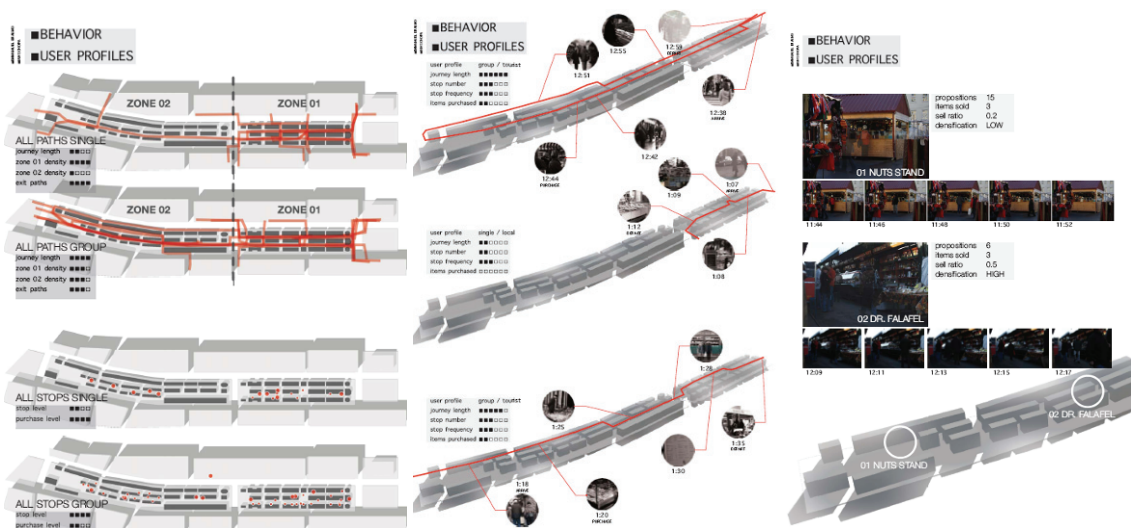 ■BEHAVIOR
■USER PROFILES
ZONE 02
ZONE 01
ALL PATHS SINGLE
journey length ■■□□
zone 01 density ■■■■
zone 02 density ■□□□
exit paths ■■■■
ZONE 02
ZONE 01
ALL PATHS GROUP
journey length ■■■■
zone 01 density ■■■■
zone 02 density ■■■■
exit paths ■■■□
ALL STOPS SINGLE
stop level ■■□□
purchase level ■■■■
ALL STOPS GROUP
stop level ■■■■
purchase level ■■□□
■BEHAVIOR
■USER PROFILES
user profile group / tourist
journey length ■■■■■■
stop number ■■■□□□
stop frequency ■■■□□□
items purchased ■■□□□□
12:51
12:55
12:59
12:38
ARRIVE
12:42
12:44
PURCHASE
user profile single / local
journey length ■■□□□□
stop number ■■□□□□
stop frequency ■■■□□□
items purchased □□□□□□
1:07
ARRIVE
1:09
1:12
1:08
user profile group / tourist
journey length ■■■■■□
stop number ■■■□□□
stop frequency ■■■□□□
items purchased ■■□□□□
1:25
1:35
1:30
1:18
ARRIVE
1:20
PURCHASE
■BEHAVIOR
■USER PROFILES
propositions 15
items sold 3
sell ratio 0.2
densification LOW
01 NUTS STAND
11:44
11:46
11:48
11:50
11:52
propositions 6
items sold 3
sell ratio 0.5
densification HIGH
02 DR. FALAFEL
12:09
12:11
12:13
12:15
12:17
02 DR. FALAFEL
01 NUTS STAND